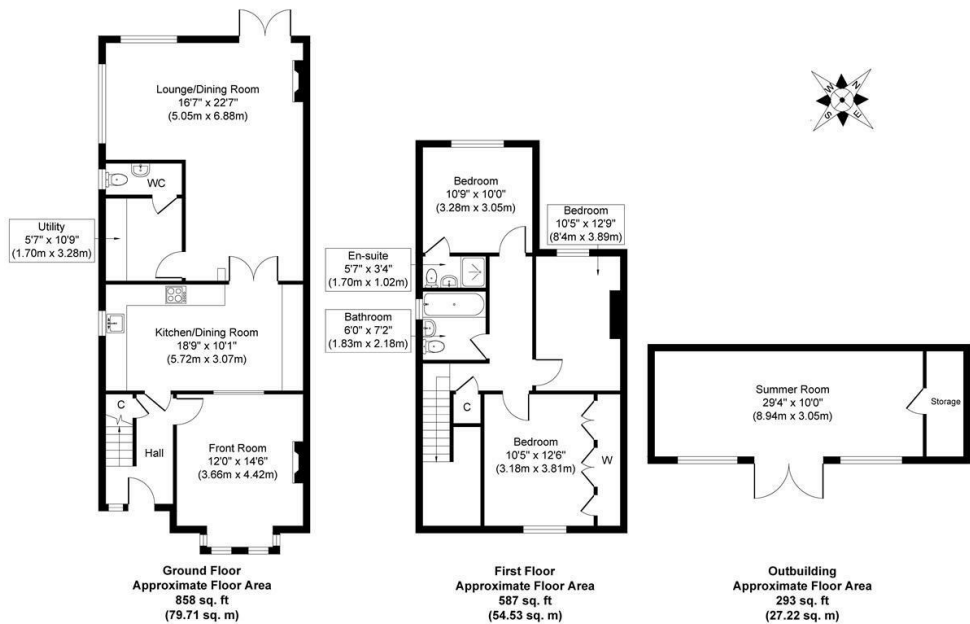 Lounge/Dining Room
16'7" x 22'7"
(5.05m x 6.88m)
WC
Utility
5'7" x 10'9"
(1.70m x 3.28m)
Kitchen/Dining Room
18'9" x 10'1"
(5.72m x 3.07m)
C
Hall
Front Room
12'0" x 14'6"
(3.66m x 4.42m)
Ground Floor
Approximate Floor Area
858 sq. ft
(79.71 sq. m)
Bedroom
10'9" x 10'0"
(3.28m x 3.05m)
Bedroom
10'5" x 12'9"
(8'4m x 3.89m)
En-suite
5'7" x 3'4"
(1.70m x 1.02m)
Bathroom
6'0" x 7'2"
(1.83m x 2.18m)
C
Bedroom
10'5" x 12'6"
(3.18m x 3.81m)
W
First Floor
Approximate Floor Area
587 sq. ft
(54.53 sq. m)
W
N
S
E
Summer Room
29'4" x 10'0"
(8.94m x 3.05m)
Storage
Outbuilding
Approximate Floor Area
293 sq. ft
(27.22 sq. m)